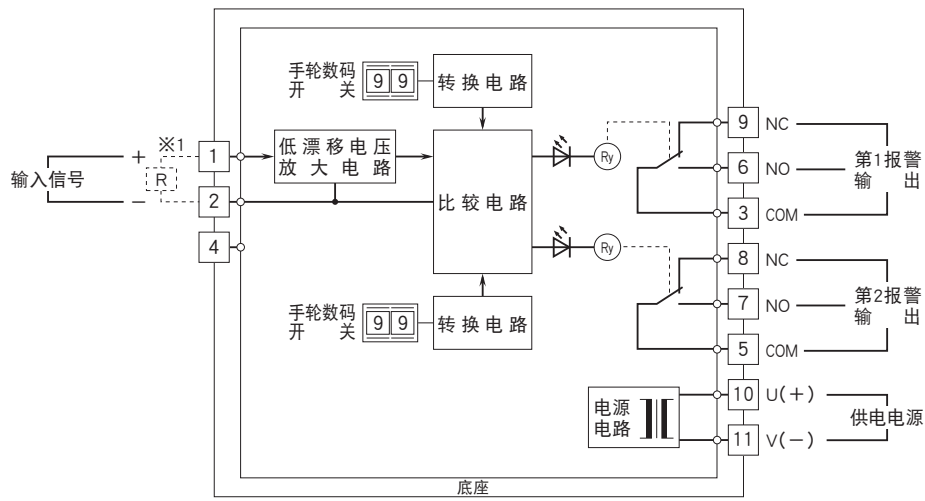 手轮数码
开 关
9 9
转换电路
※1
1
低漂移电压
放大电路
＋
R
输入信号
－
2
4
比较电路
Ry
Ry
手轮数码
开 关
9 9
转换电路
9 NC
6 NO
3 COM
第1报警
输 出
8 NC
7 NO
5 COM
第2报警
输 出
电源
电路
10 U(＋)
11 V(－)
供电电源
底座